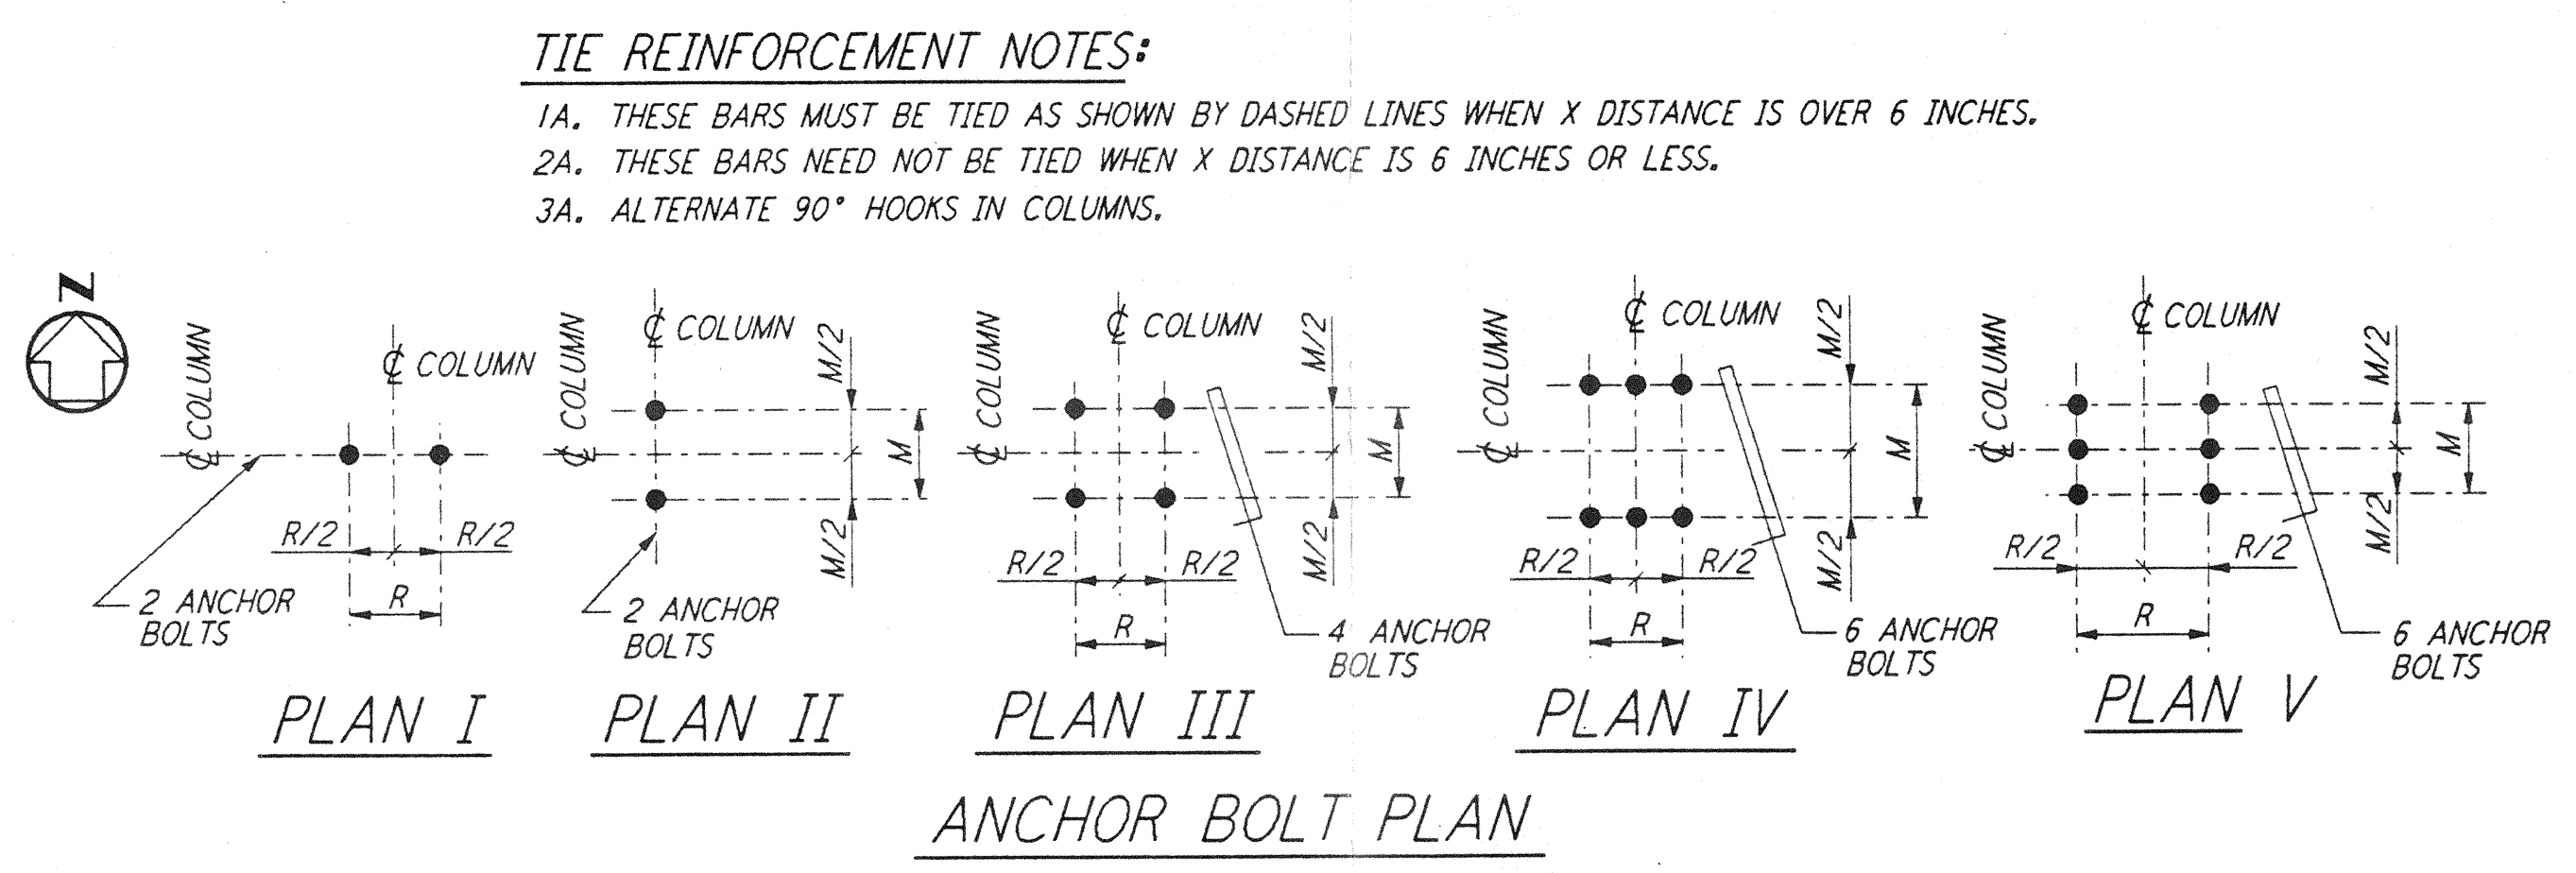 TIE REINFORCEMENT NOTES:
1A. THESE BARS MUST BE TIED AS SHOWN BY DASHED LINES WHEN X DISTANCE IS OVER 6 INCHES.
2A. THESE BARS NEED NOT BE TIED WHEN X DISTANCE IS 6 INCHES OR LESS.
3A. ALTERNATE 90° HOOKS IN COLUMNS.
N
℄ COLUMN
℄ COLUMN
R/2
R/2
R
2 ANCHOR
BOLTS
PLAN I
℄ COLUMN
℄ COLUMN
M/2
M
M/2
2 ANCHOR
BOLTS
PLAN II
℄ COLUMN
℄ COLUMN
M/2
M
M/2
R/2
R/2
R
4 ANCHOR
BOLTS
PLAN III
℄ COLUMN
℄ COLUMN
M/2
M
M/2
R/2
R/2
R
6 ANCHOR
BOLTS
PLAN IV
℄ COLUMN
℄ COLUMN
M/2
M
M/2
R/2
R/2
R
6 ANCHOR
BOLTS
PLAN V
ANCHOR BOLT PLAN